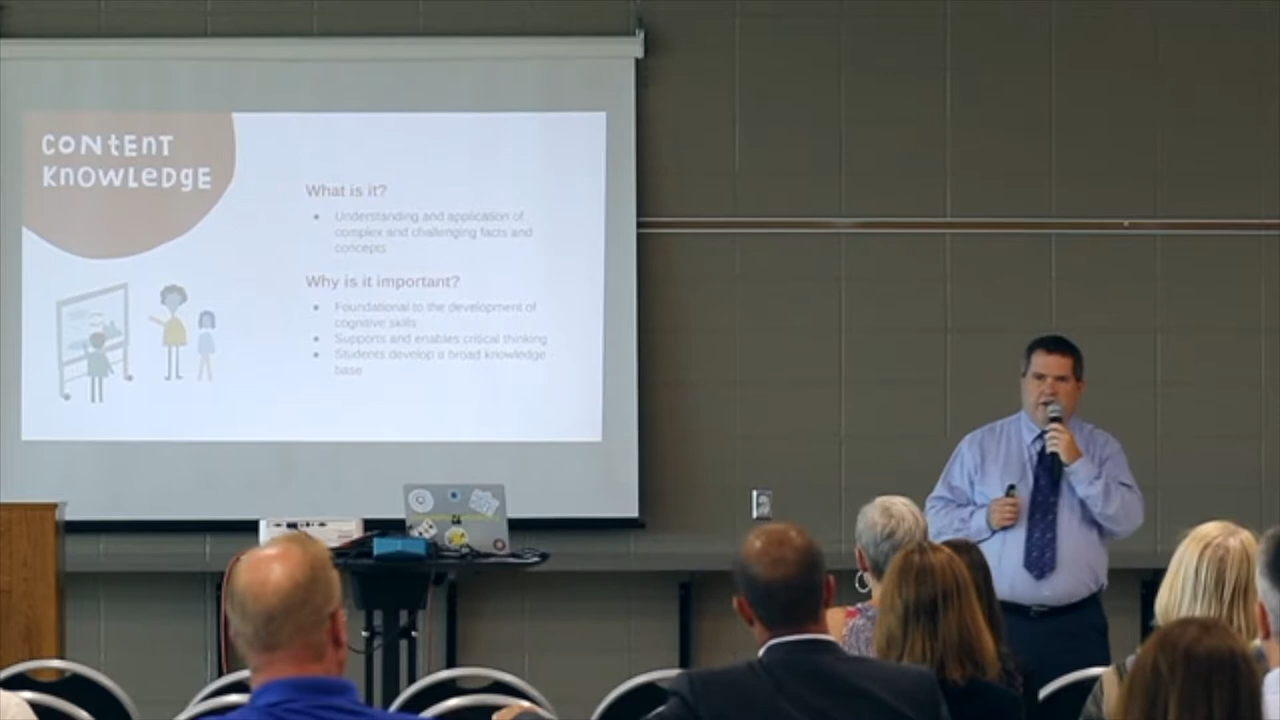 CONtENT
KNOWLEDGE
What is it?
Understanding and application of
complex and challenging facts and
concepts
Why is it important?
Foundational to the development of
cognitive skills
Supports and enables critical thinking
Students develop a broad knowledge
base